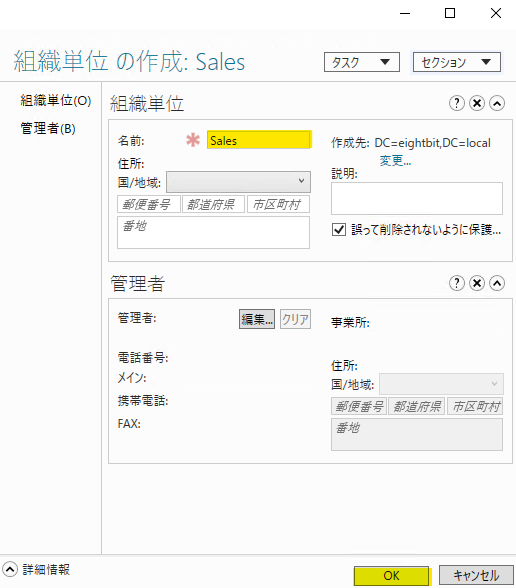 組織単位 の作成: Sales
タスク
セクション
組織単位(O)
管理者(B)
組織単位
名前:
Sales
住所:
国/地域:
郵便番号
都道府県
市区町村
番地
作成先: DC=eightbit,DC=local
変更...
説明:
誤って削除されないように保護...
管理者
管理者:
編集...
クリア
電話番号:
メイン:
携帯電話:
FAX:
事業所:
住所:
国/地域:
郵便番号
都道府県
市区町村
番地
詳細情報
OK
キャンセル